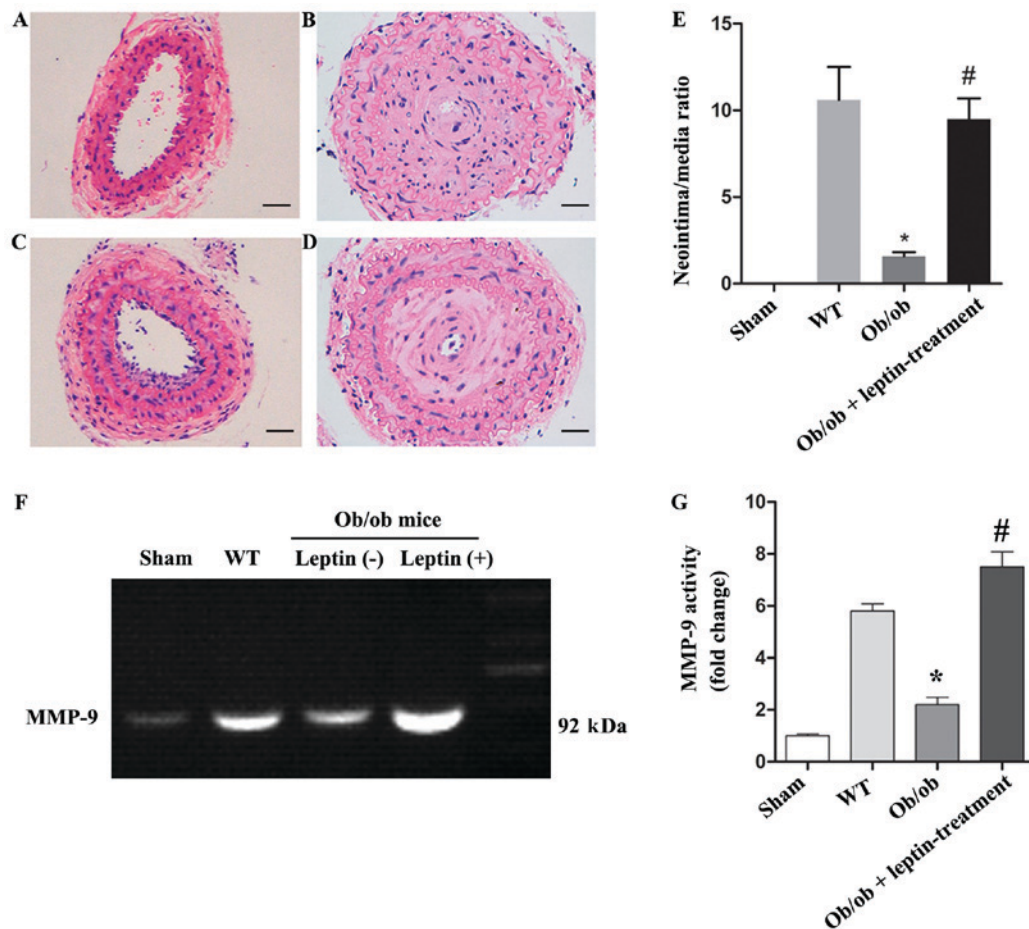 A
B
C
D
E
Neointima/media ratio
15
10
5
0
Sham
WT
Ob/ob
Ob/ob + leptin-treatment
*
#
F
Ob/ob mice
Sham WT Leptin (-) Leptin (+)
MMP-9
92 kDa
G
MMP-9 activity
(fold change)
10
8
6
4
2
0
Sham
WT
Ob/ob
Ob/ob + leptin-treatment
*
#